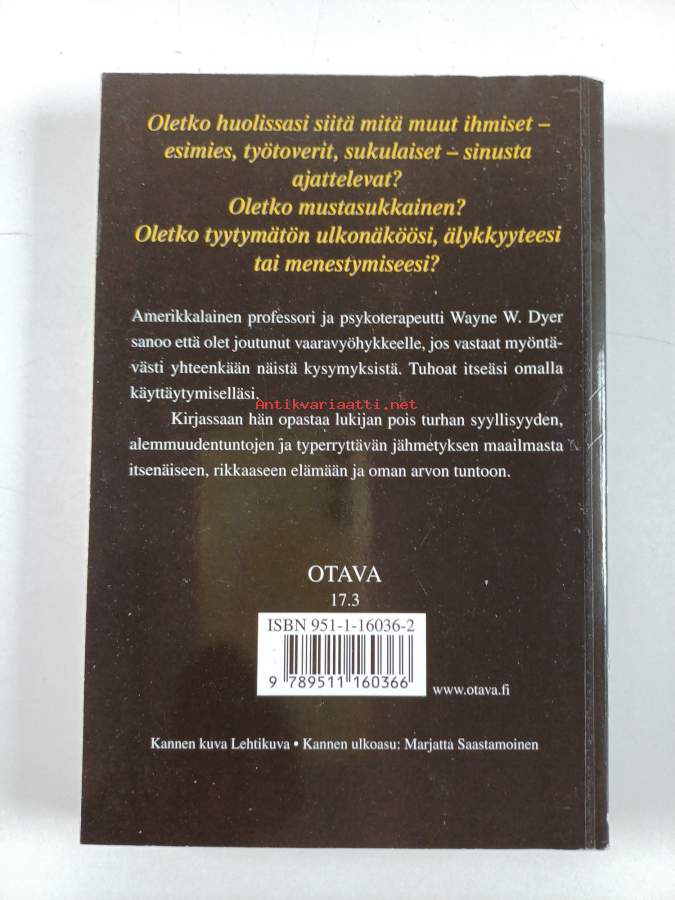 Oletko huolissasi siitä mitä muut ihmiset –
esimies, työtoverit, sukulaiset – sinusta
ajattelevat?
Oletko mustasukkainen?
Oletko tyytymätön ulkonäköösi, älykkyyteesi
tai menestymiseesi?
Amerikkalainen professori ja psykoterapeutti Wayne W. Dyer
sanoo että olet joutunut vaaravyöhykkeelle, jos vastaat myöntä-
västi yhteenkään näistä kysymyksistä. Tuhoat itseäsi omalla
käyttäytymiselläsi.
Antikvariaatti.net
Kirjassaan hän opastaa lukijan pois turhan syyllisyyden,
alemmuudentuntojen ja typerryttävän jähmetyksen maailmasta
itsenäiseen, rikkaaseen elämään ja oman arvon tuntoon.
OTAVA
17.3
ISBN 951-1-16036-2
9 789511 160366
www.otava.fi
Kannen kuva Lehtikuva • Kannen ulkoasu: Marjatta Saastamoinen